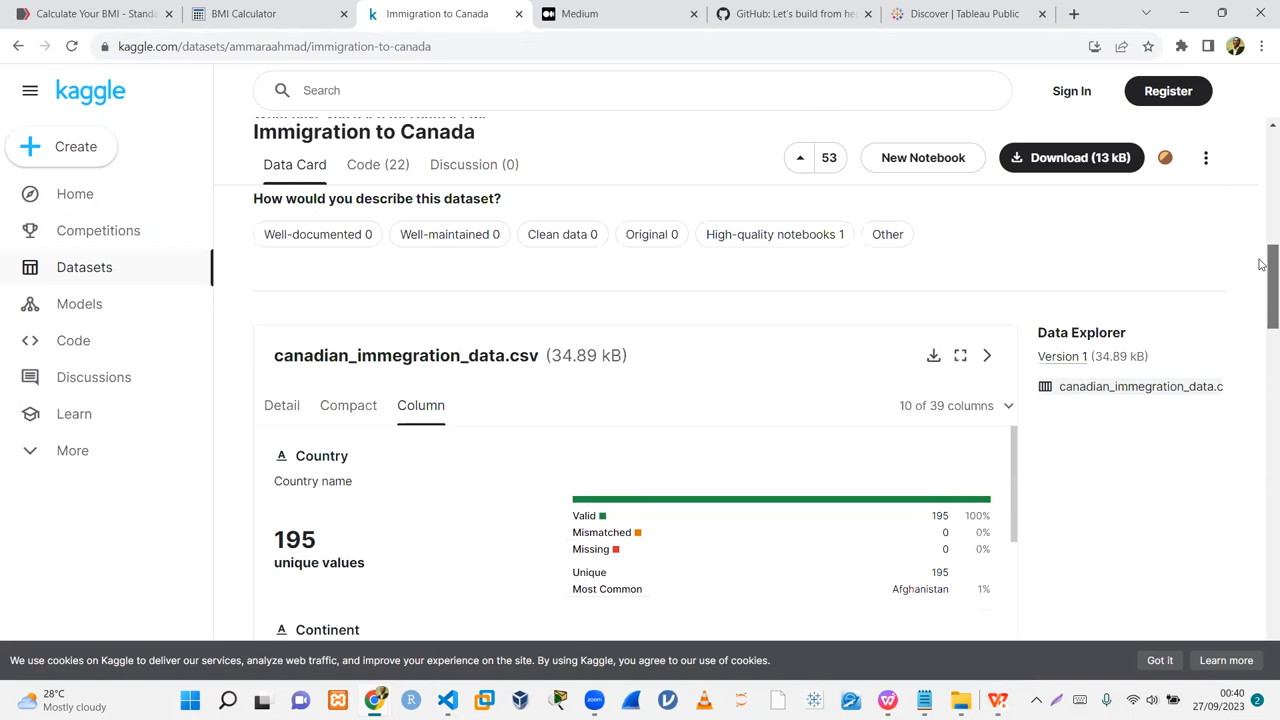 Calculate Your BMI - Standa
BMI Calculator
Immigration to Canada
Medium
GitHub: Let's build from he
Discover | Tableau Public
kaggle.com/datasets/ammaraahmad/immigration-to-canada
kaggle
Search
Sign In
Register
Create
Immigration to Canada
Data Card
Code (22)
Discussion (0)
53
New Notebook
Download (13 kB)
Home
Competitions
Datasets
Models
Code
Discussions
Learn
More
How would you describe this dataset?
Well-documented 0
Well-maintained 0
Clean data 0
Original 0
High-quality notebooks 1
Other
canadian_immegration_data.csv (34.89 kB)
Detail
Compact
Column
10 of 39 columns
Country
Country name
195
unique values
Valid 195 100%
Mismatched 0 0%
Missing 0 0%
Unique 195
Most Common Afghanistan 1%
Continent
Data Explorer
Version 1 (34.89 kB)
canadian_immegration_data.c
We use cookies on Kaggle to deliver our services, analyze web traffic, and improve your experience on the site. By using Kaggle, you agree to our use of cookies.
Got it
Learn more
28°C
Mostly cloudy
zoom
00:40
27/09/2023
2